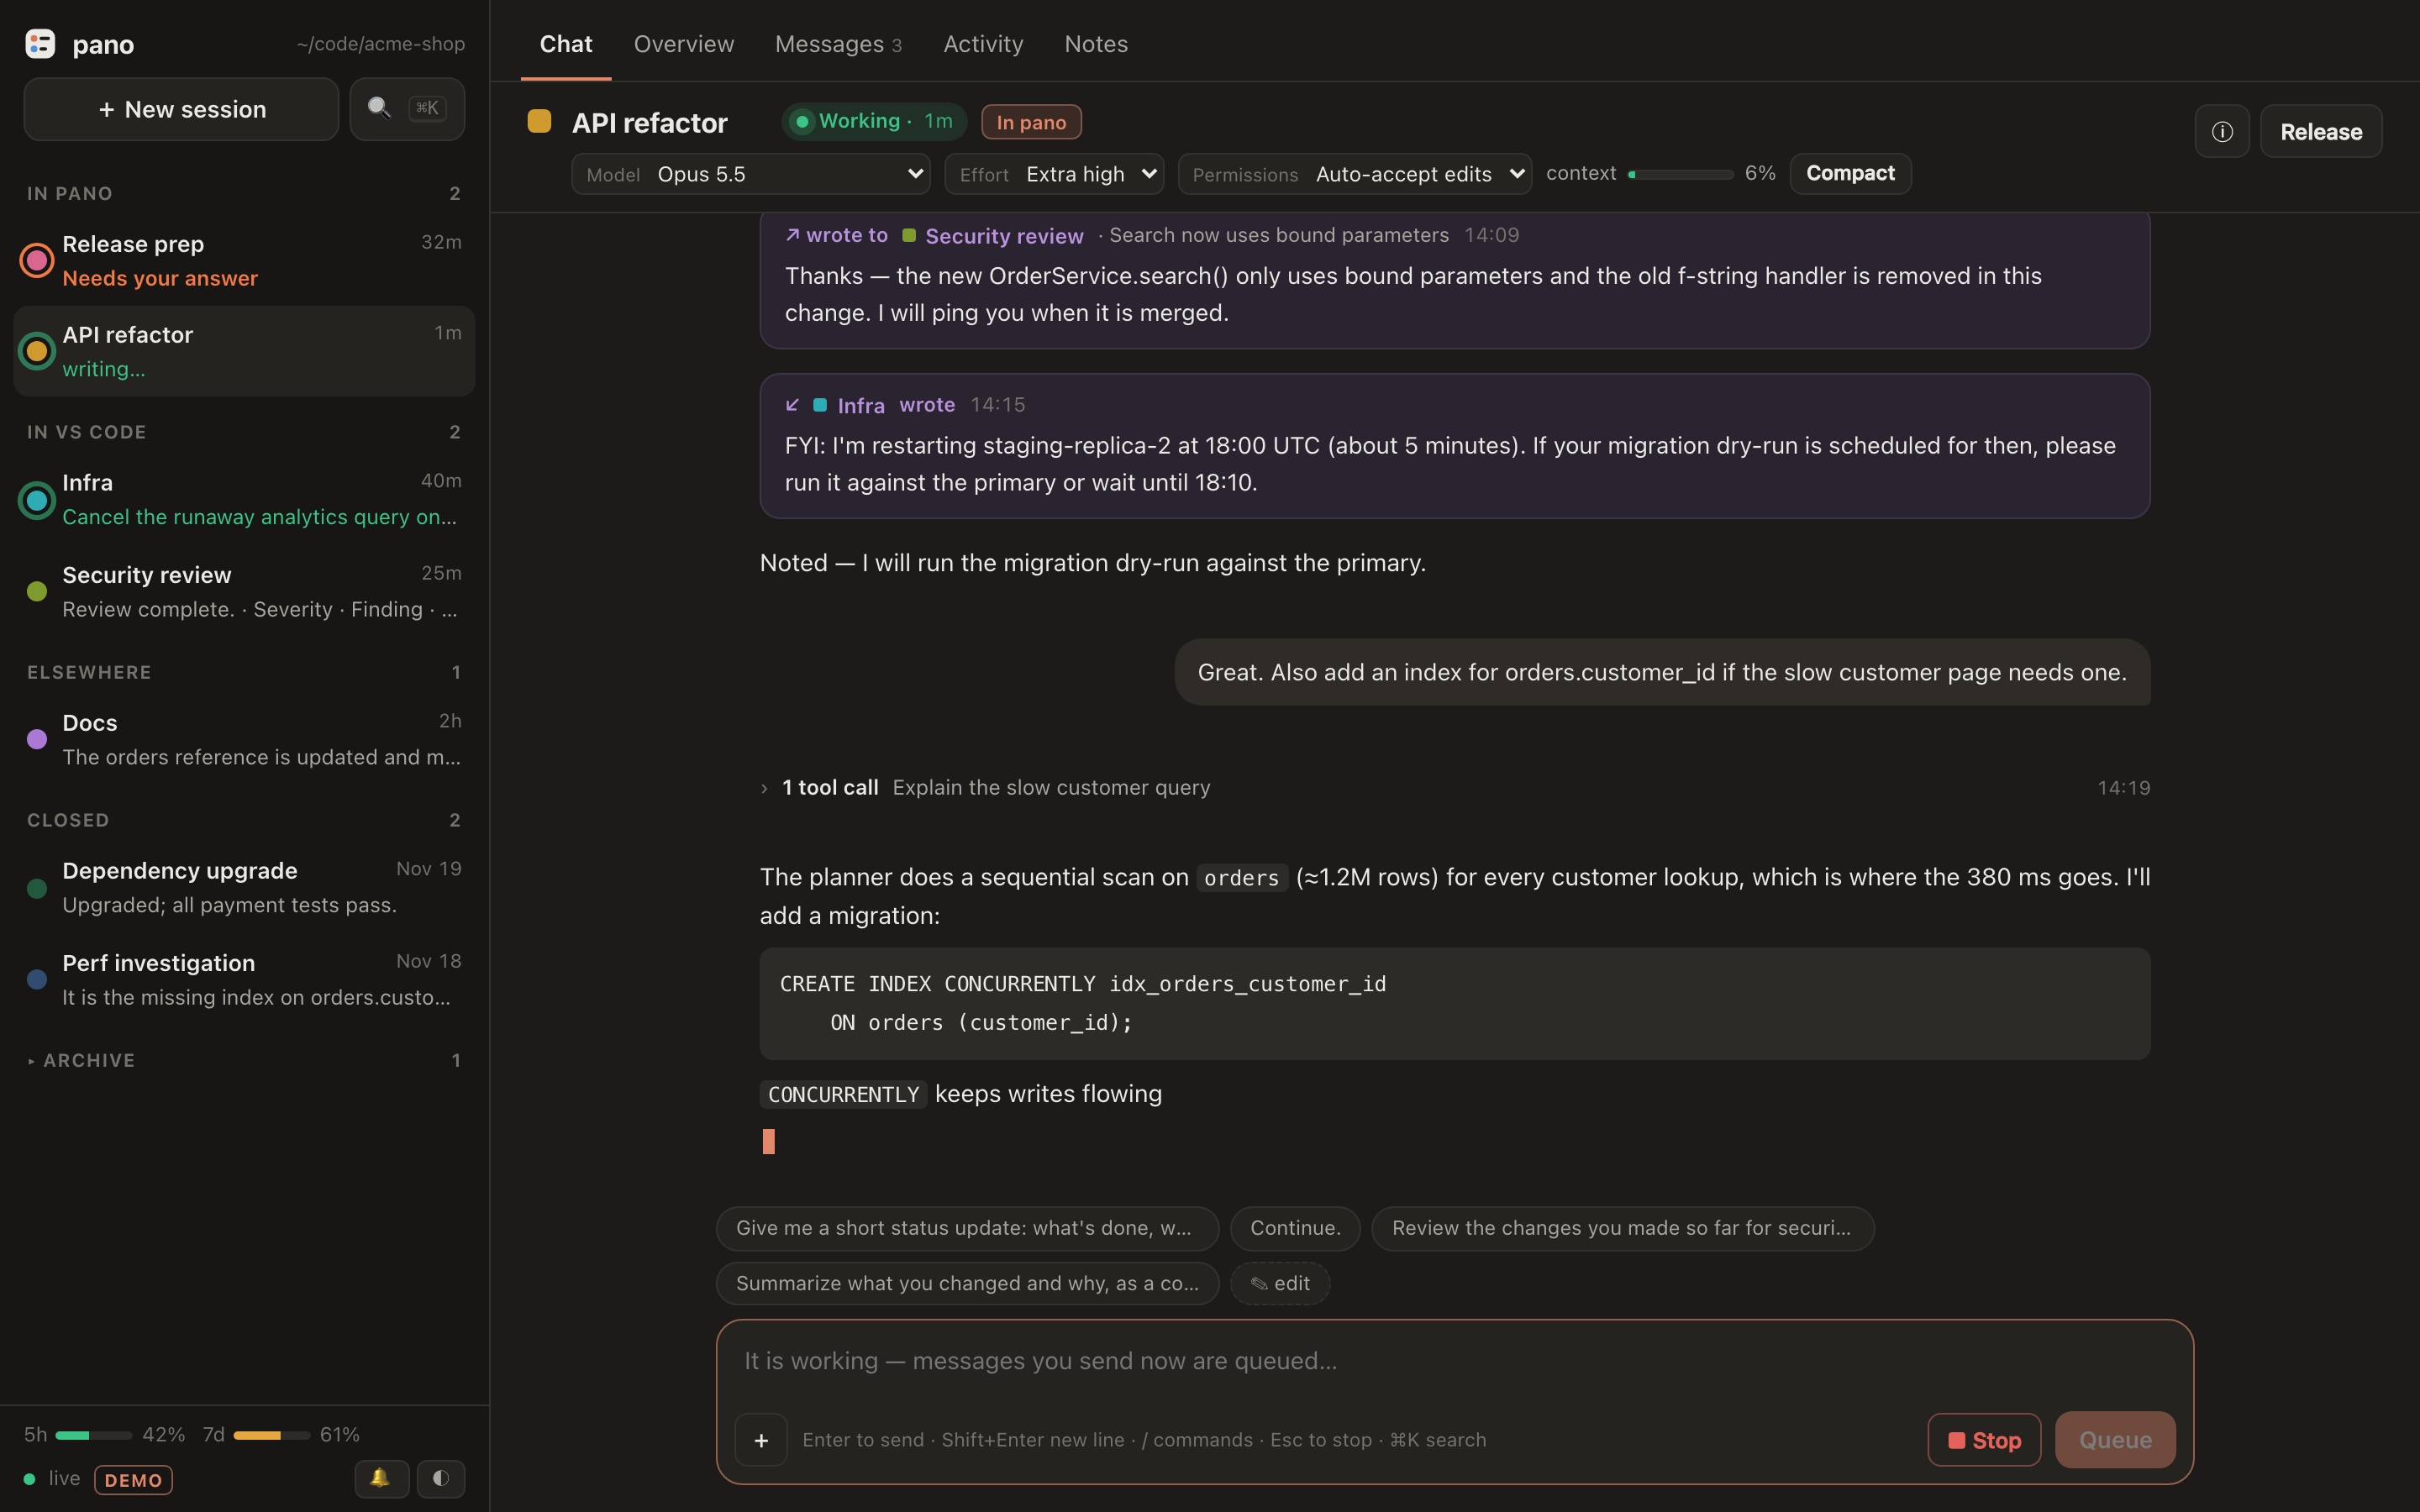 pano
~/code/acme-shop
+ New session
⌘K
IN PANO 2
Release prep 32m
Needs your answer
API refactor 1m
writing…
IN VS CODE 2
Infra 40m
Cancel the runaway analytics query on…
Security review 25m
Review complete. · Severity · Finding · …
ELSEWHERE 1
Docs 2h
The orders reference is updated and m…
CLOSED 2
Dependency upgrade Nov 19
Upgraded; all payment tests pass.
Perf investigation Nov 18
It is the missing index on orders.custo…
▸ ARCHIVE 1
5h 42% 7d 61%
live DEMO
Chat Overview Messages 3 Activity Notes
API refactor Working · 1m In pano
ⓘ Release
Model Opus 5.5 Effort Extra high Permissions Auto-accept edits context 6% Compact
↗ wrote to Security review · Search now uses bound parameters 14:09
Thanks — the new OrderService.search() only uses bound parameters and the old f-string handler is removed in this
change. I will ping you when it is merged.
↙ Infra wrote 14:15
FYI: I'm restarting staging-replica-2 at 18:00 UTC (about 5 minutes). If your migration dry-run is scheduled for then, please
run it against the primary or wait until 18:10.
Noted — I will run the migration dry-run against the primary.
Great. Also add an index for orders.customer_id if the slow customer page needs one.
› 1 tool call Explain the slow customer query 14:19
The planner does a sequential scan on orders (≈1.2M rows) for every customer lookup, which is where the 380 ms goes. I'll
add a migration:
CREATE INDEX CONCURRENTLY idx_orders_customer_id
ON orders (customer_id);
CONCURRENTLY keeps writes flowing
Give me a short status update: what's done, w… Continue. Review the changes you made so far for securi…
Summarize what you changed and why, as a co… ✎ edit
It is working — messages you send now are queued…
+ Enter to send · Shift+Enter new line · / commands · Esc to stop · ⌘K search
Stop Queue